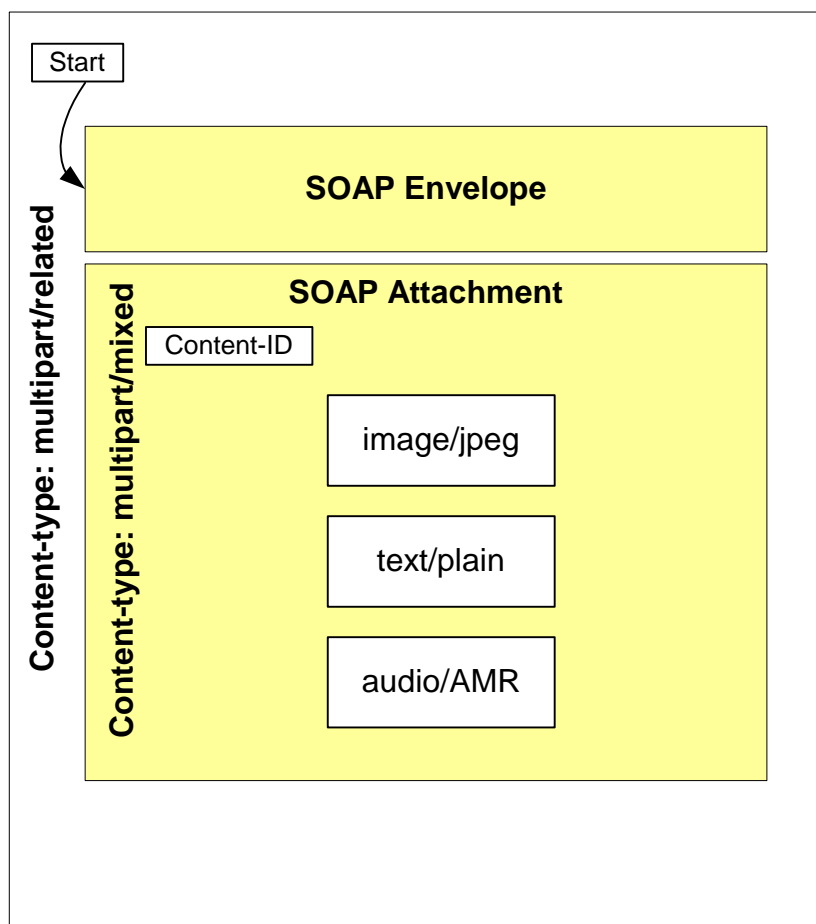 Start
SOAP Envelope
Content-type: multipart/related
SOAP Attachment
Content-type: multipart/mixed
Content-ID
image/jpeg
text/plain
audio/AMR